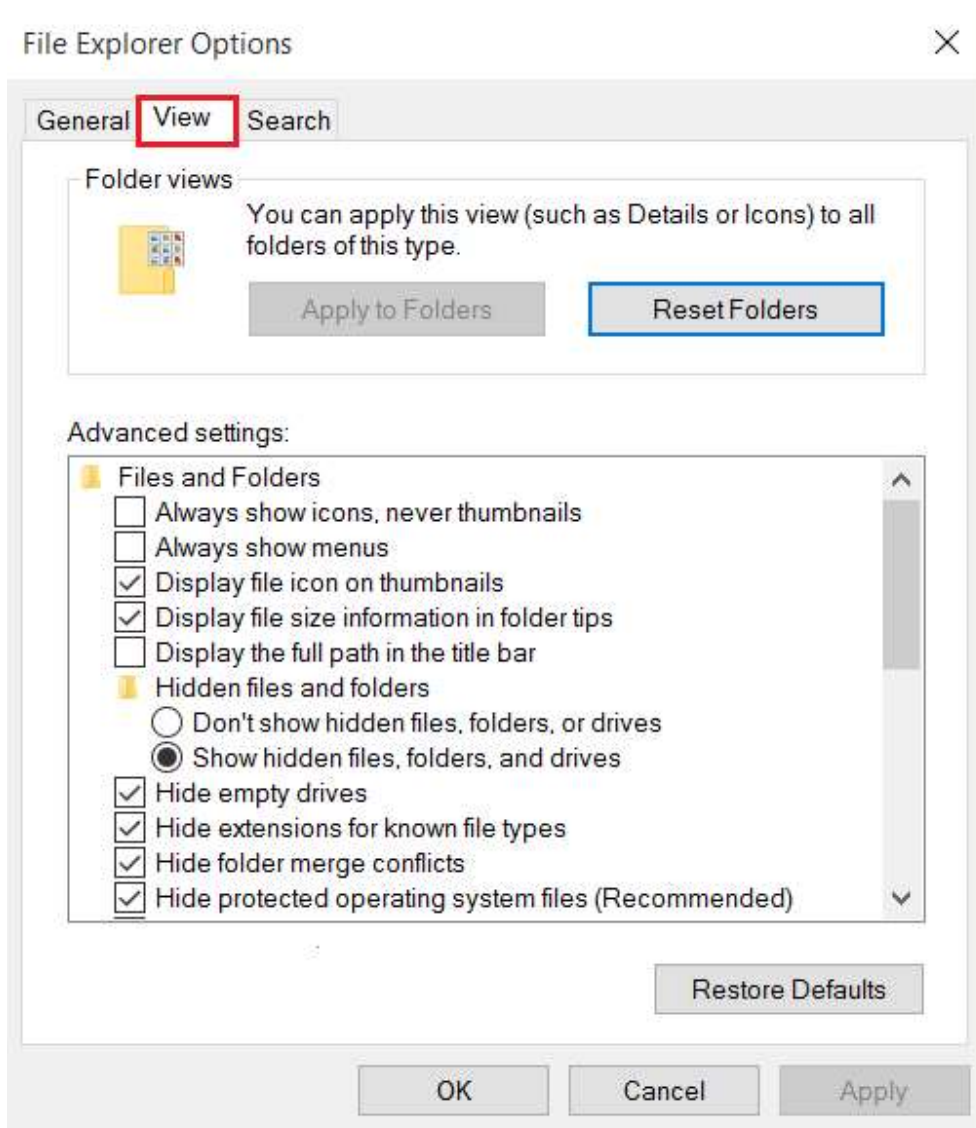 File Explorer Options
General View Search
Folder views
You can apply this view (such as Details or Icons) to all
folders of this type.
Apply to Folders Reset Folders
Advanced settings:
Files and Folders
Always show icons, never thumbnails
Always show menus
Display file icon on thumbnails
Display file size information in folder tips
Display the full path in the title bar
Hidden files and folders
Don't show hidden files, folders, or drives
Show hidden files, folders, and drives
Hide empty drives
Hide extensions for known file types
Hide folder merge conflicts
Hide protected operating system files (Recommended)
Restore Defaults
OK Cancel Apply